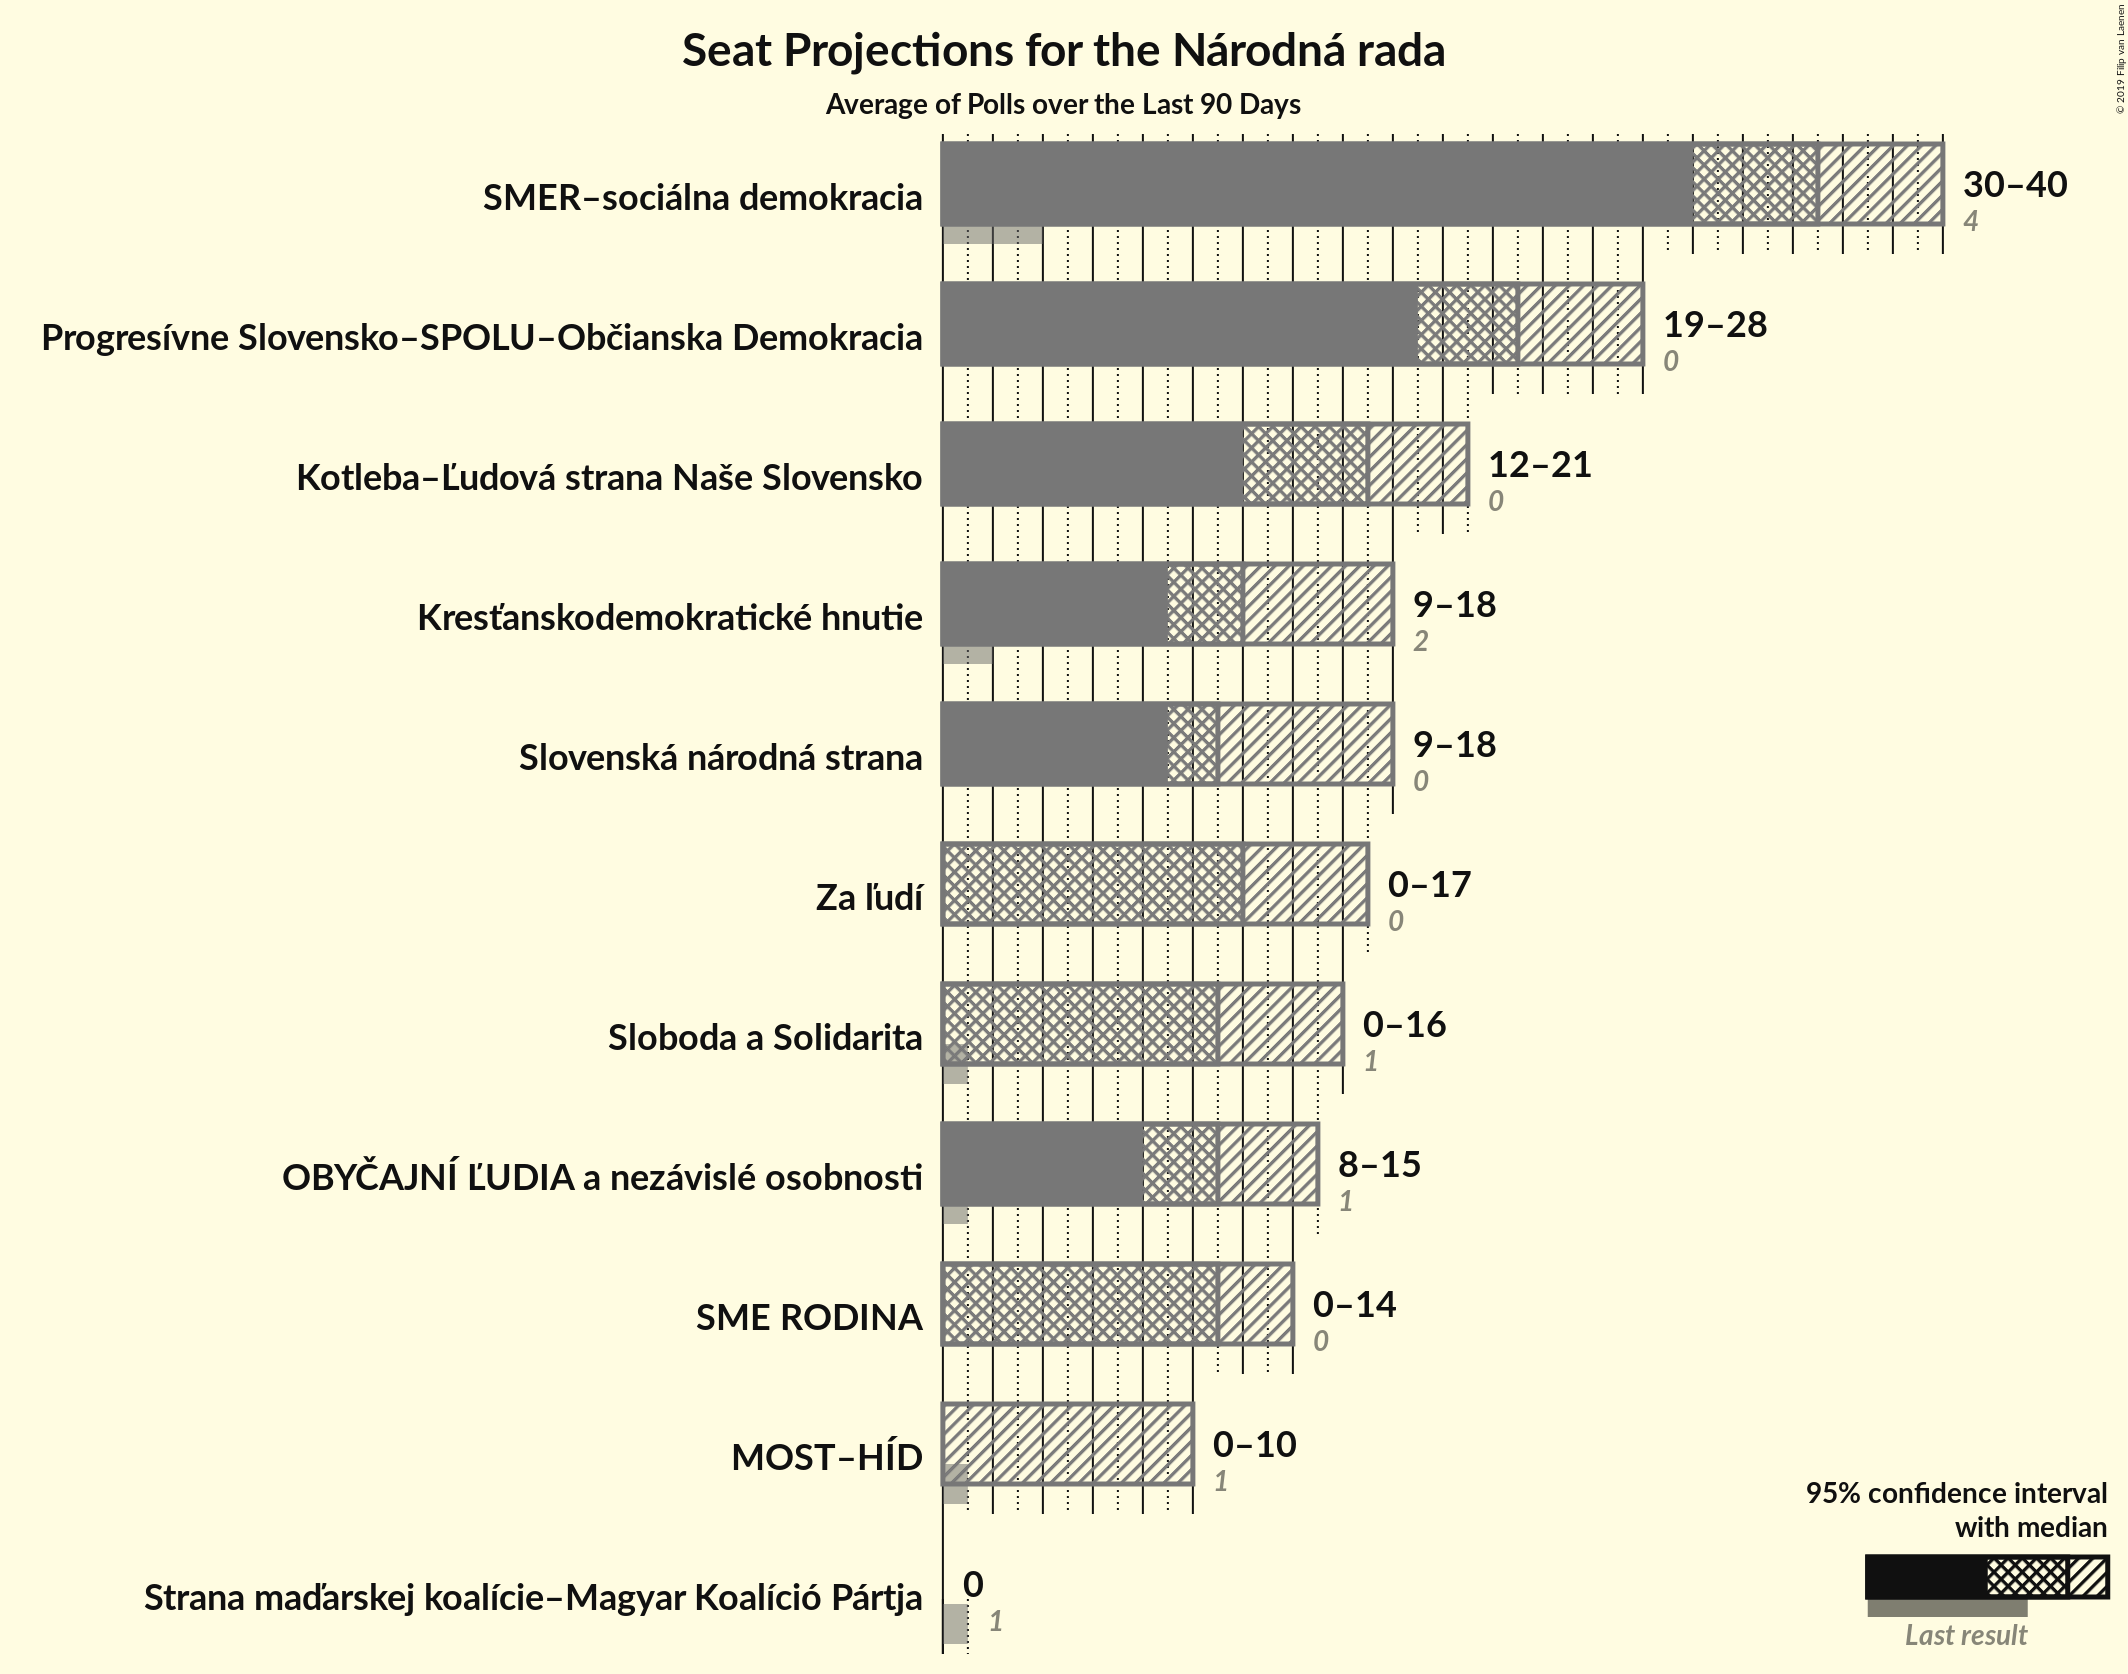 Seat Projections for the Národná rada
Average of Polls over the Last 90 Days
© 2019 Filip van Laenen
SMER–sociálna demokracia
30–40
4
Progresívne Slovensko–SPOLU–Občianska Demokracia
19–28
0
Kotleba–Ľudová strana Naše Slovensko
12–21
0
Kresťanskodemokratické hnutie
9–18
2
Slovenská národná strana
9–18
0
Za ľudí
0–17
0
Sloboda a Solidarita
0–16
1
OBYČAJNÍ ĽUDIA a nezávislé osobnosti
8–15
1
SME RODINA
0–14
0
MOST–HÍD
0–10
1
Strana maďarskej koalície–Magyar Koalíció Pártja
0
1
95% confidence interval
with median
Last result